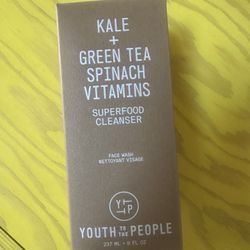 KALE
+
GREEN TEA
SPINACH
VITAMINS
SUPERFOOD
CLEANSER
FACE WASH
NETTOYANT VISAGE
Y TTP
YOUTH TO THE PEOPLE
237 ML • 8 FL OZ